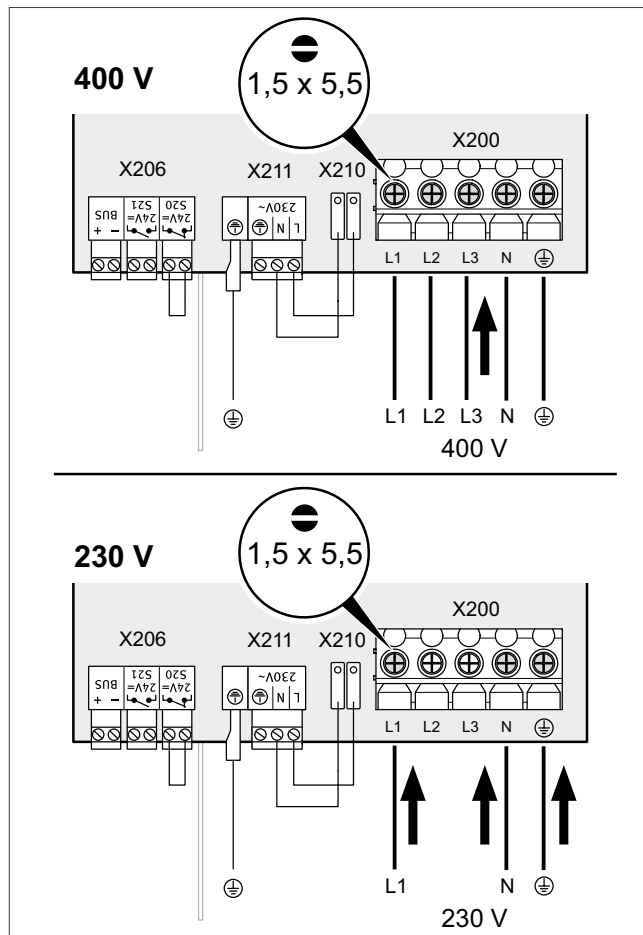 400 V
1,5 x 5,5
X206 X211 X210 X200
+ − BUS
S21 24V=
S20 24V=
N L 230V~
L1 L2 L3 N
L1 L2 L3 N
400 V
230 V
1,5 x 5,5
X206 X211 X210 X200
+ − BUS
S21 24V=
S20 24V=
N L 230V~
L1 L2 L3 N
L1 N
230 V